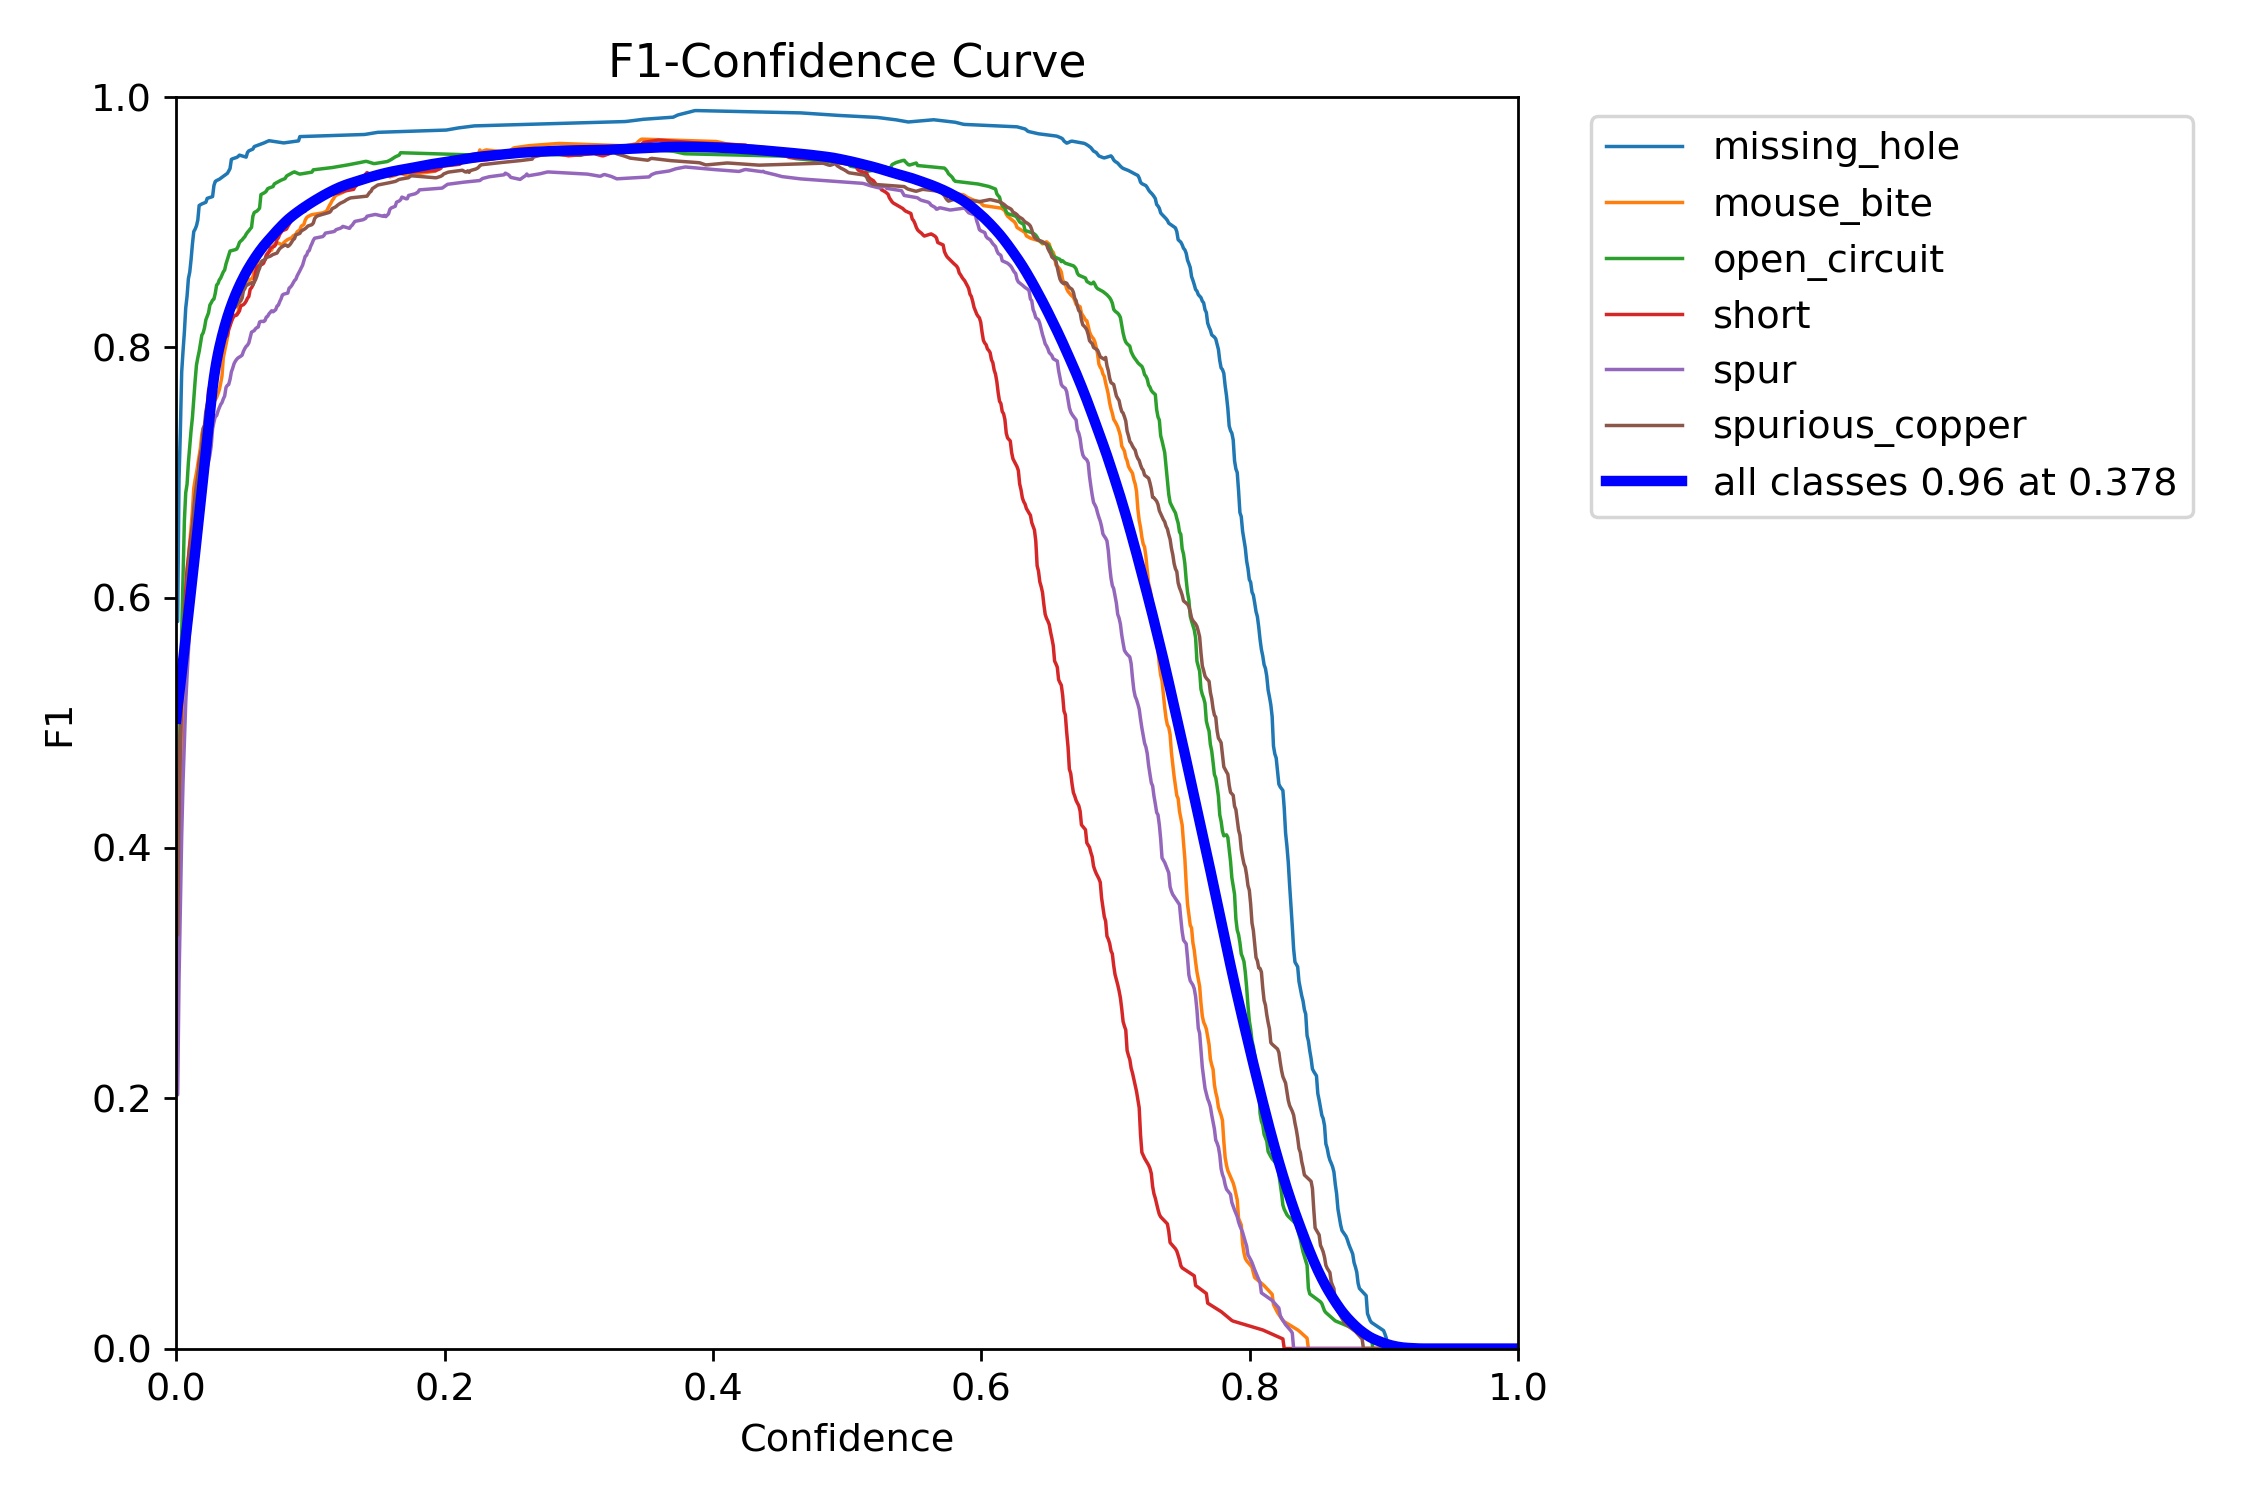 F1-Confidence Curve
1.0
0.8
0.6
0.4
0.2
0.0
F1
0.0 0.2 0.4 0.6 0.8 1.0
Confidence
missing_hole
mouse_bite
open_circuit
short
spur
spurious_copper
all classes 0.96 at 0.378